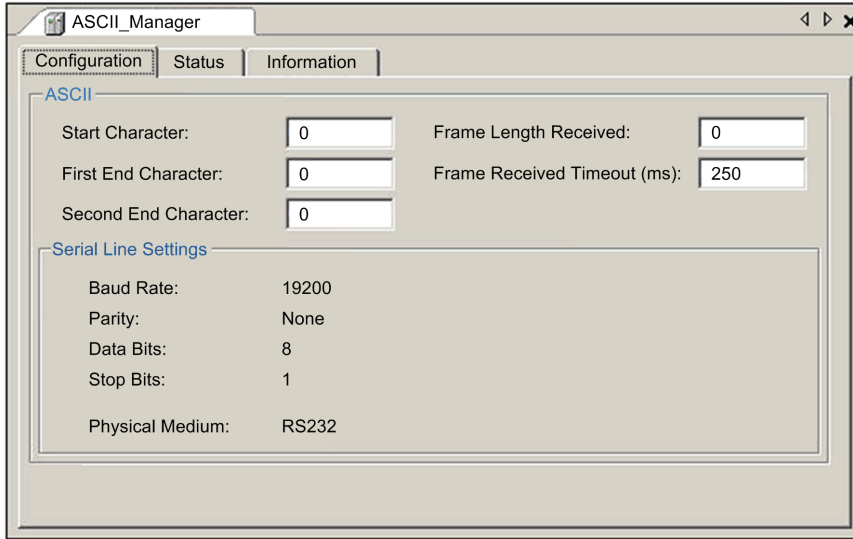 ASCII_Manager
Configuration Status Information
ASCII
Start Character: 0 Frame Length Received: 0
First End Character: 0 Frame Received Timeout (ms): 250
Second End Character: 0
Serial Line Settings
Baud Rate: 19200
Parity: None
Data Bits: 8
Stop Bits: 1
Physical Medium: RS232